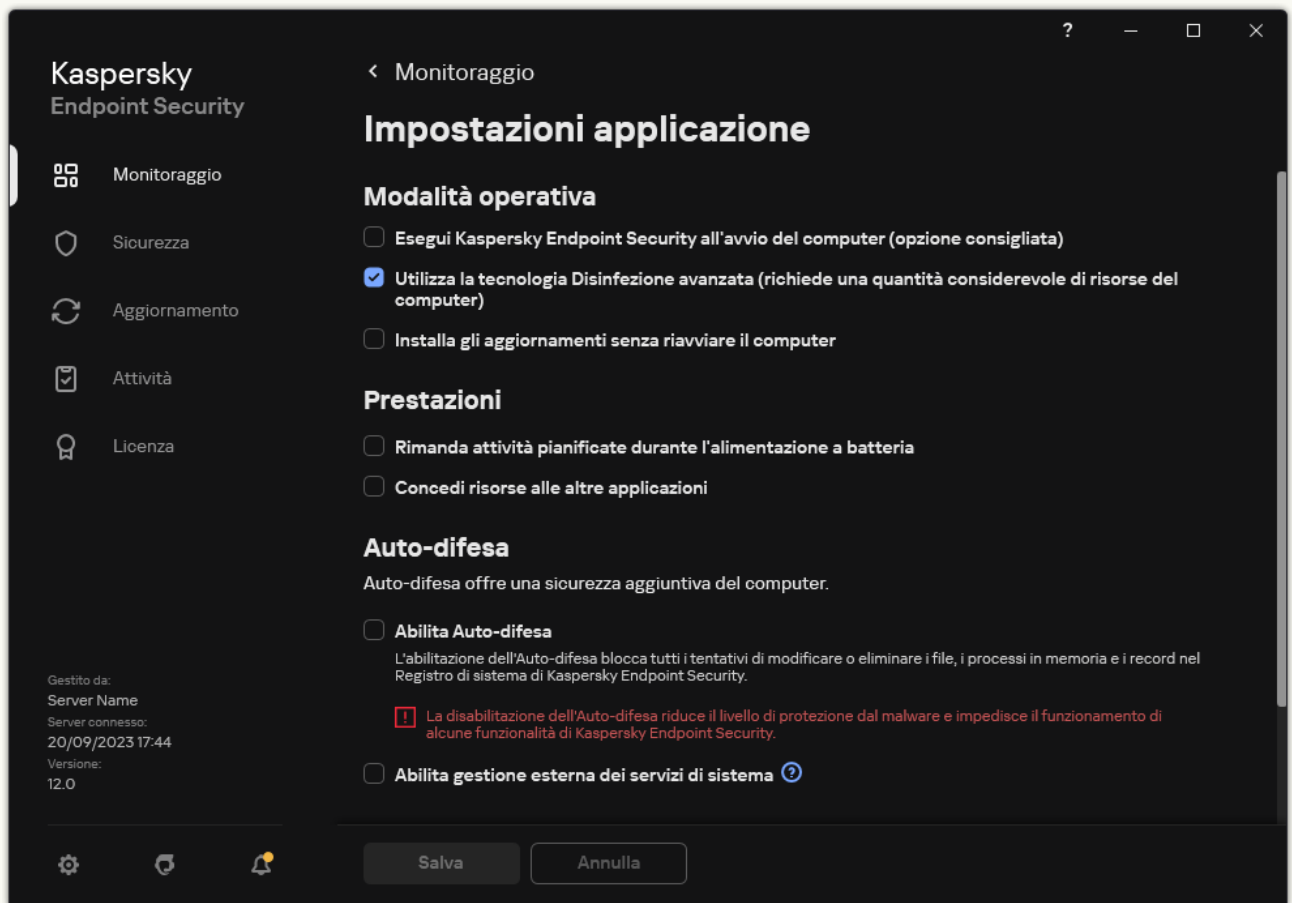 ?
Kaspersky
Endpoint Security
Monitoraggio
Sicurezza
Aggiornamento
Attività
Licenza
Gestito da:
Server Name
Server connesso:
20/09/2023 17:44
Versione:
12.0
Monitoraggio
Impostazioni applicazione
Modalità operativa
Esegui Kaspersky Endpoint Security all'avvio del computer (opzione consigliata)
Utilizza la tecnologia Disinfezione avanzata (richiede una quantità considerevole di risorse del
computer)
Installa gli aggiornamenti senza riavviare il computer
Prestazioni
Rimanda attività pianificate durante l'alimentazione a batteria
Concedi risorse alle altre applicazioni
Auto-difesa
Auto-difesa offre una sicurezza aggiuntiva del computer.
Abilita Auto-difesa
L'abilitazione dell'Auto-difesa blocca tutti i tentativi di modificare o eliminare i file, i processi in memoria e i record nel
Registro di sistema di Kaspersky Endpoint Security.
! La disabilitazione dell'Auto-difesa riduce il livello di protezione dal malware e impedisce il funzionamento di
alcune funzionalità di Kaspersky Endpoint Security.
Abilita gestione esterna dei servizi di sistema ?
Salva
Annulla